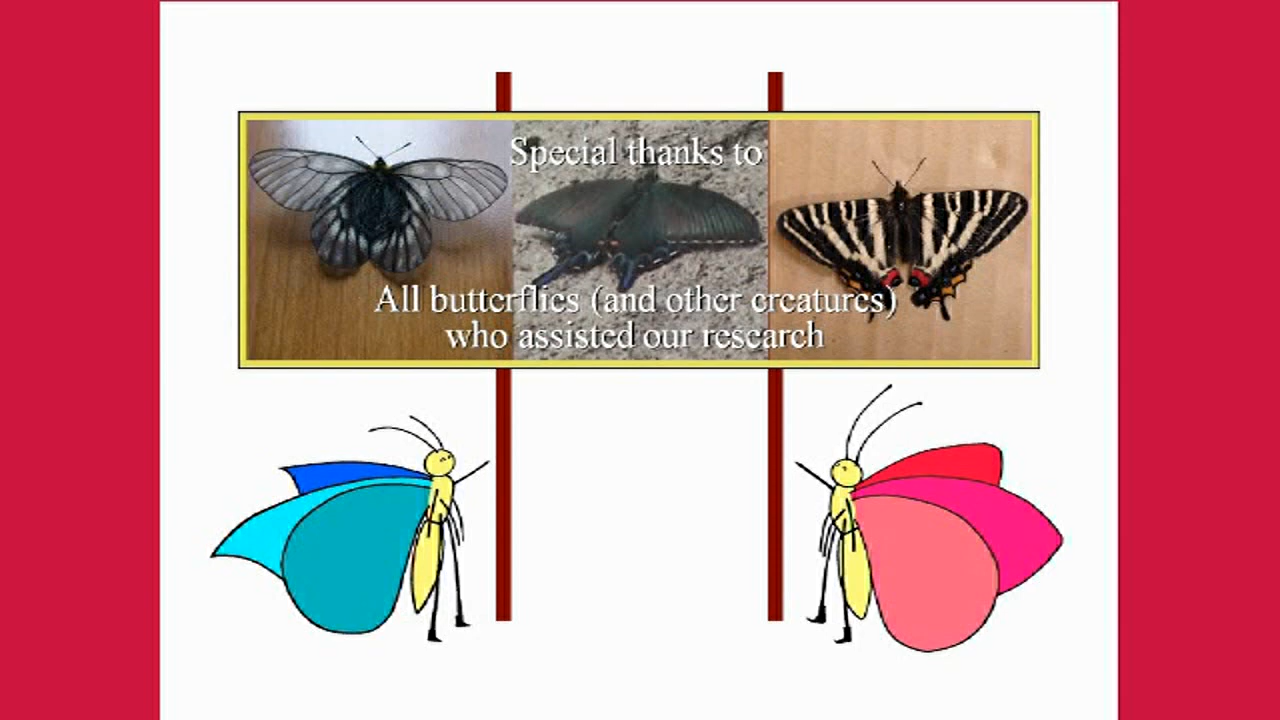 Special thanks to
All butterflies (and other creatures)
who assisted our research